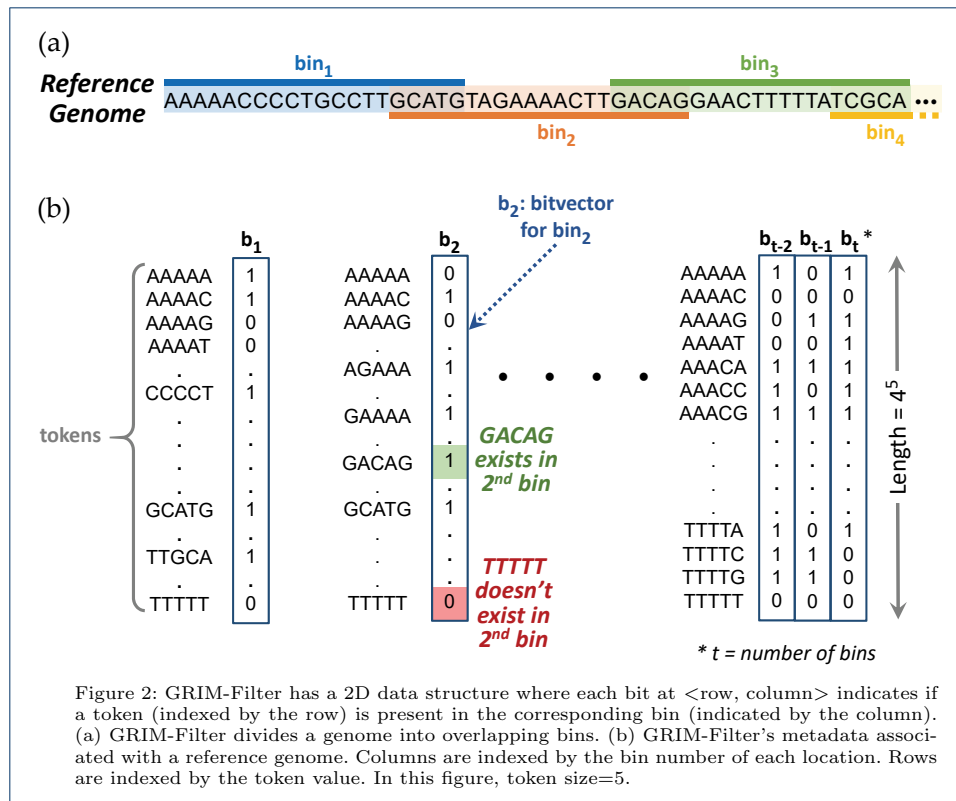 (a)
bin1
bin3
Reference
Genome
AAAAACCCCTGCCTTGCATGTAGAAAACTTGACAGGAACTTTTTATCGCA •••
bin2
bin4
(b)
b2: bitvector
for bin2
b1
b2
bt-2 bt-1 bt *
tokens
AAAAA 1
AAAAC 1
AAAAG 0
AAAAT 0
. .
CCCCT 1
. .
. .
. .
. .
GCATG 1
. .
TTGCA 1
. .
TTTTT 0
AAAAA 0
AAAAC 1
AAAAG 0
. .
AGAAA 1
. .
GAAAA 1
. .
GACAG 1
. .
GCATG 1
. .
. .
. .
TTTTT 0
GACAG
exists in
2nd bin
TTTTT
doesn't
exist in
2nd bin
• • • •
AAAAA 1 0 1
AAAAC 0 0 0
AAAAG 0 1 1
AAAAT 0 0 1
AAACA 1 1 1
AAACC 1 0 1
AAACG 1 1 1
. . . .
. . . .
. . . .
. . . .
TTTTA 1 0 1
TTTTC 1 1 0
TTTTG 1 1 0
TTTTT 0 0 0
Length = 4^5
* t = number of bins
Figure 2: GRIM-Filter has a 2D data structure where each bit at <row, column> indicates if
a token (indexed by the row) is present in the corresponding bin (indicated by the column).
(a) GRIM-Filter divides a genome into overlapping bins. (b) GRIM-Filter's metadata associ-
ated with a reference genome. Columns are indexed by the bin number of each location. Rows
are indexed by the token value. In this figure, token size=5.